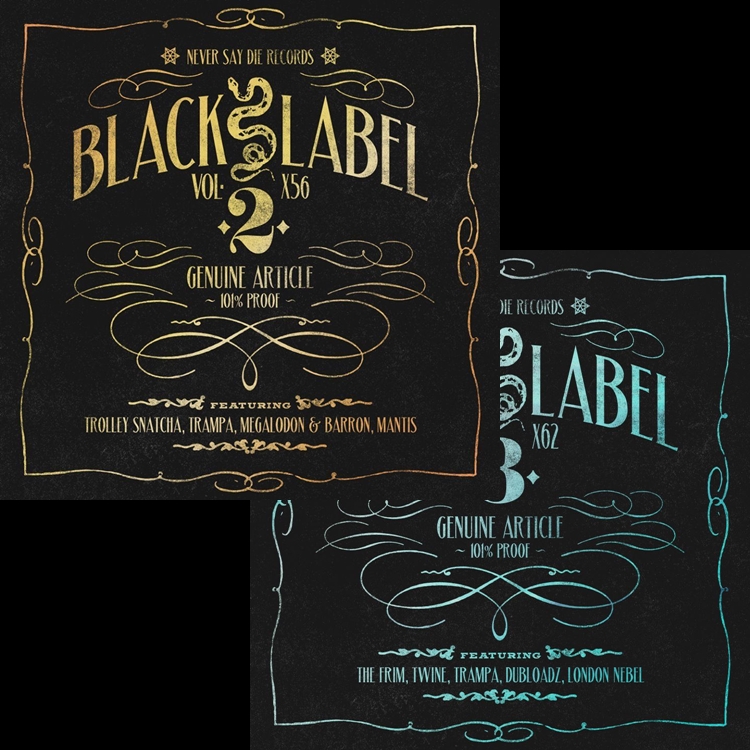 NEVER SAY DIE RECORDS
BLACK LABEL
VOL. X56
2
GENUINE ARTICLE
~ 101% PROOF ~
FEATURING
TROLLEY SNATCHA, TRAMPA, MEGALODON & BARRON, MANTIS
DIE RECORDS
LABEL
X62
3
GENUINE ARTICLE
~ 101% PROOF ~
FEATURING
THE FRIM, TWINE, TRAMPA, DUBLOADZ, LONDON NEBEL